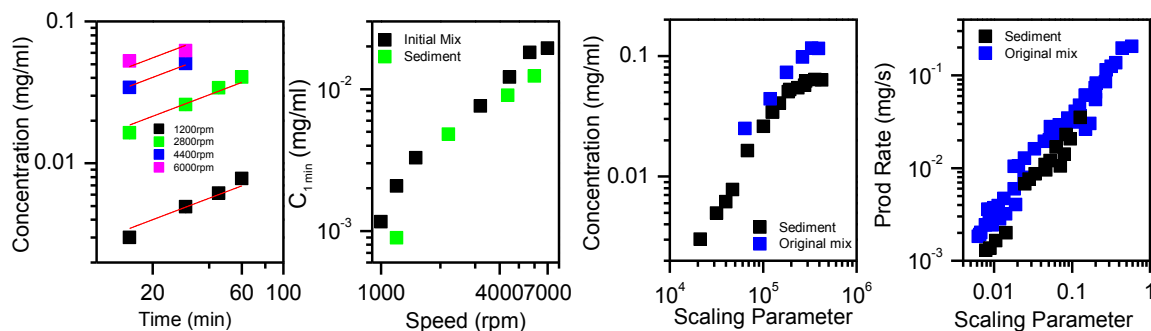 Concentration (mg/ml)
0.1
0.01
1200rpm
2800rpm
4400rpm
6000rpm
20
60
100
Time (min)
C1 min (mg/ml)
10-2
10-3
Initial Mix
Sediment
1000
4000
7000
Speed (rpm)
Concentration (mg/ml)
0.1
0.01
Sediment
Original mix
104
105
106
Scaling Parameter
Prod Rate (mg/s)
10-1
10-2
10-3
Sediment
Original mix
0.01
0.1
1
Scaling Parameter